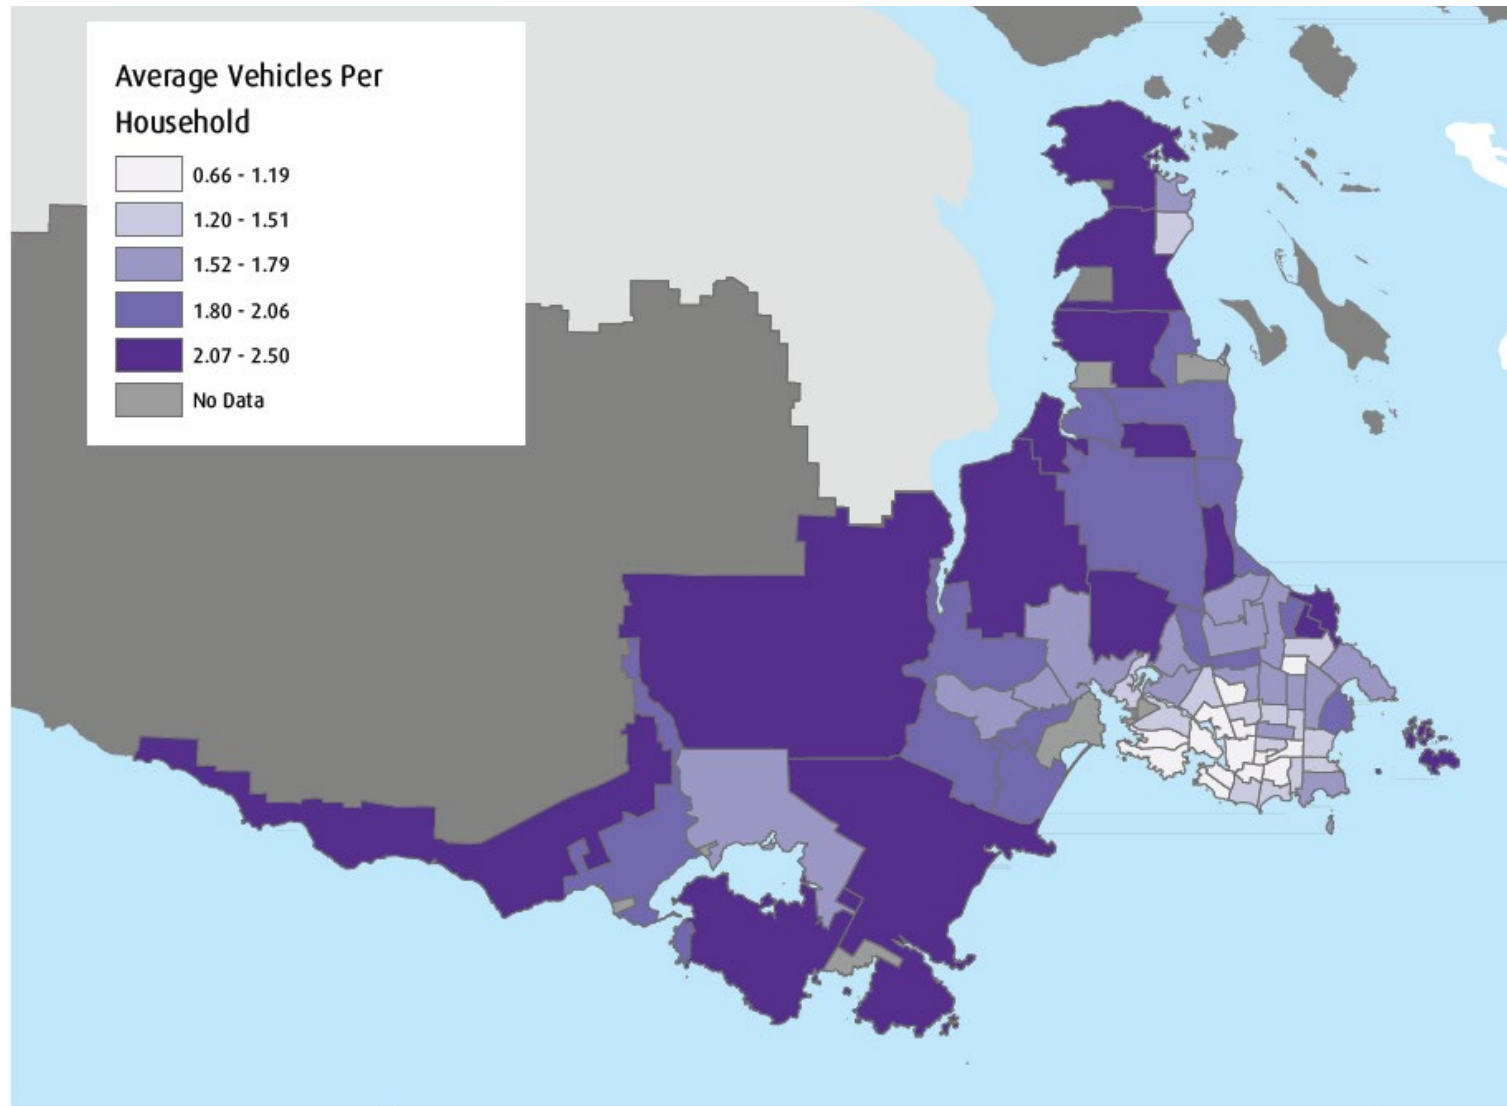 Average Vehicles Per
Household
0.66 - 1.19
1.20 - 1.51
1.52 - 1.79
1.80 - 2.06
2.07 - 2.50
No Data